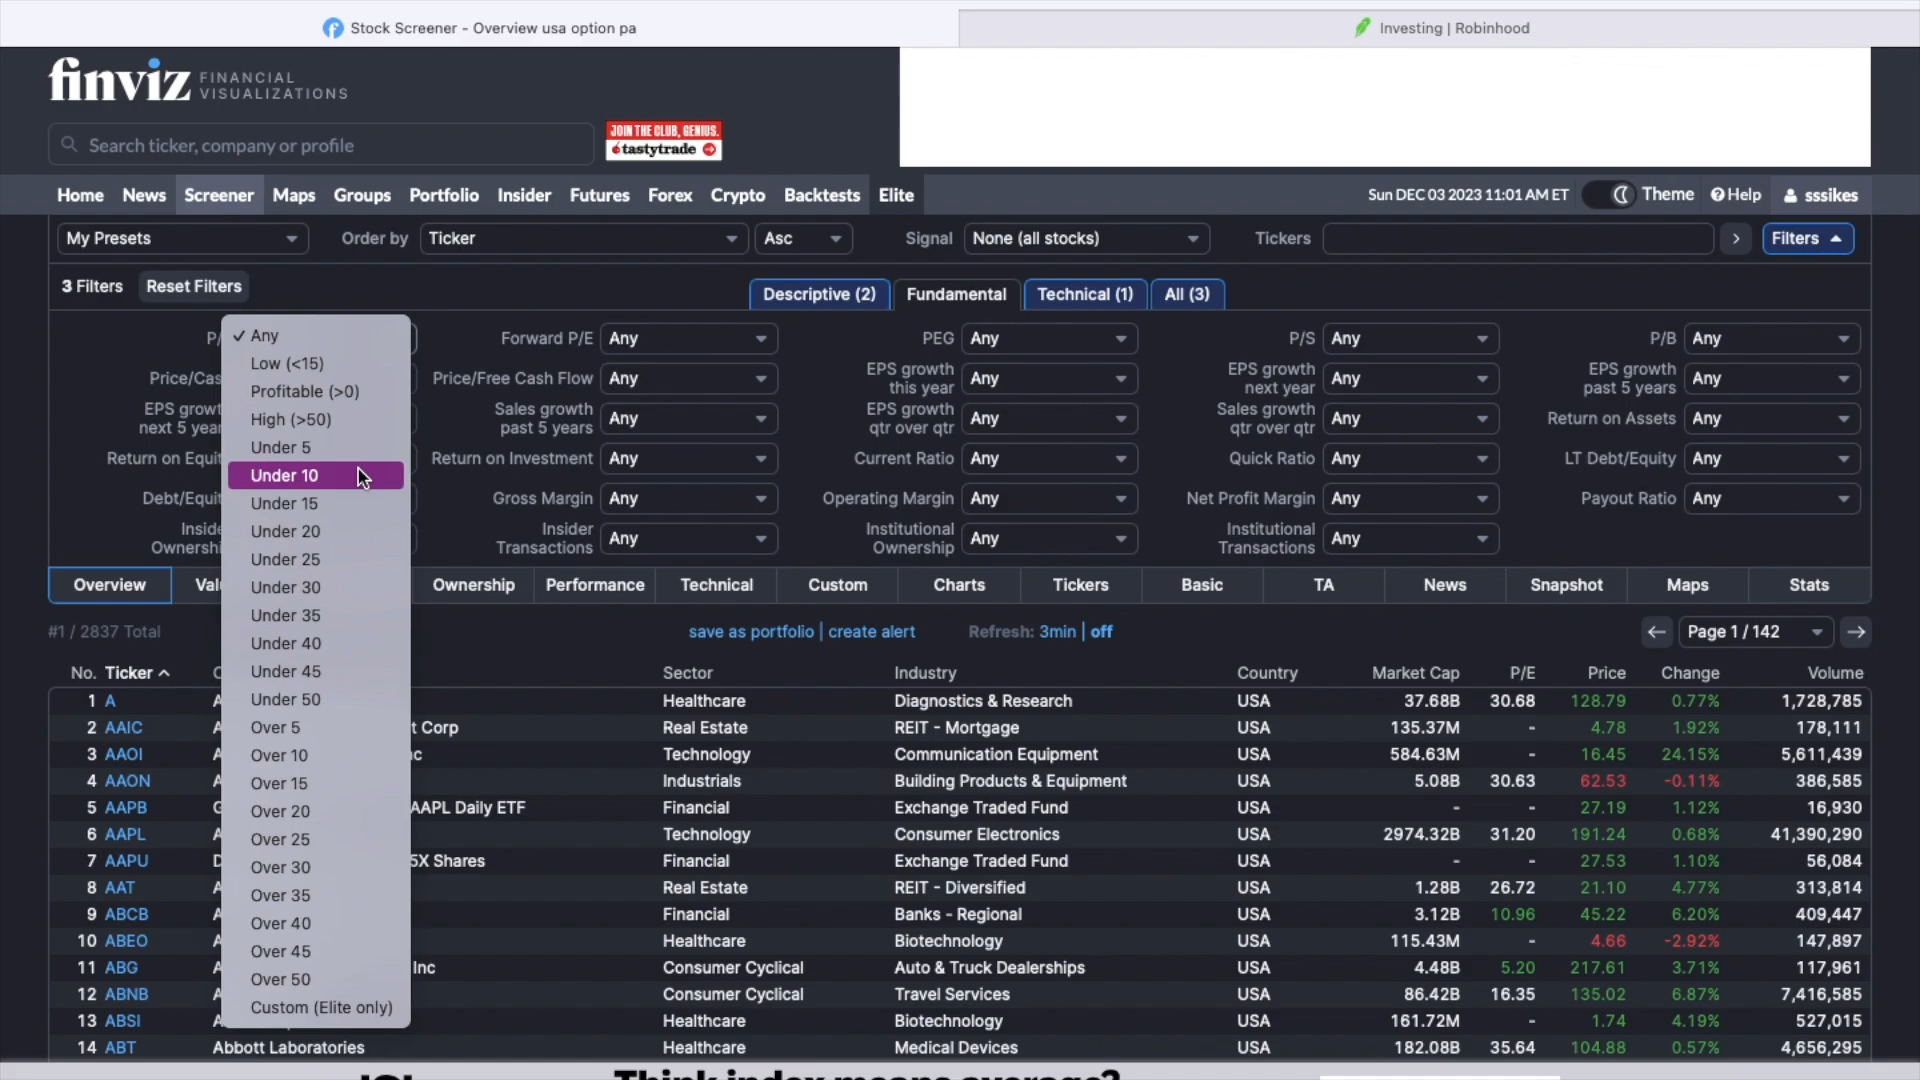 Stock Screener - Overview usa option pa
Investing | Robinhood
finviz FINANCIAL VISUALIZATIONS
Search ticker, company or profile
JOIN THE CLUB, GENIUS.
tastytrade
Home News Screener Maps Groups Portfolio Insider Futures Forex Crypto Backtests Elite
Sun DEC 03 2023 11:01 AM ET Theme Help sssikes
My Presets Order by Ticker Asc Signal None (all stocks) Tickers > Filters
3 Filters Reset Filters Descriptive (2) Fundamental Technical (1) All (3)
P/ Forward P/E Any PEG Any P/S Any P/B Any
Price/Cas Price/Free Cash Flow Any EPS growth this year Any EPS growth next year Any EPS growth past 5 years Any
EPS growt next 5 year Sales growth past 5 years Any EPS growth qtr over qtr Any Sales growth qtr over qtr Any Return on Assets Any
Return on Equit Return on Investment Any Current Ratio Any Quick Ratio Any LT Debt/Equity Any
Debt/Equit Gross Margin Any Operating Margin Any Net Profit Margin Any Payout Ratio Any
Inside Ownershi Insider Transactions Any Institutional Ownership Any Institutional Transactions Any
✓ Any
Low (<15)
Profitable (>0)
High (>50)
Under 5
Under 10
Under 15
Under 20
Under 25
Under 30
Under 35
Under 40
Under 45
Under 50
Over 5
Over 10
Over 15
Over 20
Over 25
Over 30
Over 35
Over 40
Over 45
Over 50
Custom (Elite only)
Overview Valu Ownership Performance Technical Custom Charts Tickers Basic TA News Snapshot Maps Stats
#1 / 2837 Total save as portfolio | create alert Refresh: 3min | off Page 1 / 142
No. Ticker C Sector Industry Country Market Cap P/E Price Change Volume
1 A A Healthcare Diagnostics & Research USA 37.68B 30.68 128.79 0.77% 1,728,785
2 AAIC A t Corp Real Estate REIT - Mortgage USA 135.37M - 4.78 1.92% 178,111
3 AAOI A nc Technology Communication Equipment USA 584.63M - 16.45 24.15% 5,611,439
4 AAON A Industrials Building Products & Equipment USA 5.08B 30.63 62.53 -0.11% 386,585
5 AAPB G AAPL Daily ETF Financial Exchange Traded Fund USA - - 27.19 1.12% 16,930
6 AAPL A Technology Consumer Electronics USA 2974.32B 31.20 191.24 0.68% 41,390,290
7 AAPU D 5X Shares Financial Exchange Traded Fund USA - - 27.53 1.10% 56,084
8 AAT A Real Estate REIT - Diversified USA 1.28B 26.72 21.10 4.77% 313,814
9 ABCB A Financial Banks - Regional USA 3.12B 10.96 45.22 6.20% 409,447
10 ABEO A Healthcare Biotechnology USA 115.43M - 4.66 -2.92% 147,897
11 ABG A Inc Consumer Cyclical Auto & Truck Dealerships USA 4.48B 5.20 217.61 3.71% 117,961
12 ABNB A Consumer Cyclical Travel Services USA 86.42B 16.35 135.02 6.87% 7,416,585
13 ABSI A Healthcare Biotechnology USA 161.72M - 1.74 4.19% 527,015
14 ABT Abbott Laboratories Healthcare Medical Devices USA 182.08B 35.64 104.88 0.57% 4,656,295
Think index means average?